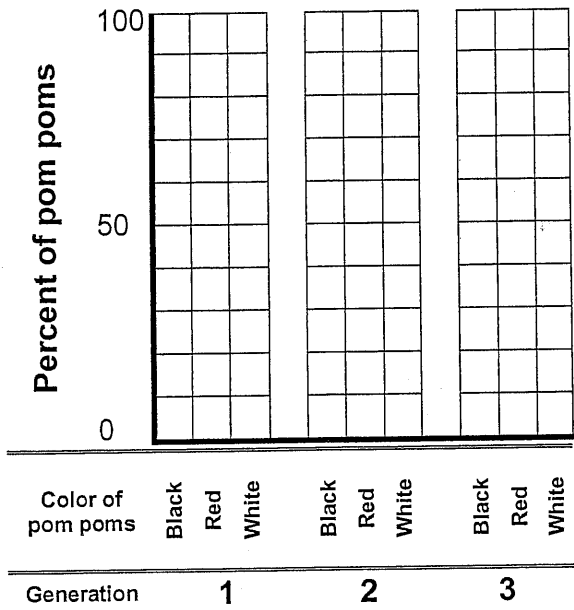 100
Percent of pom poms
50
0
Color of
pom poms
Black Red White Black Red White Black Red White
Generation 1 2 3